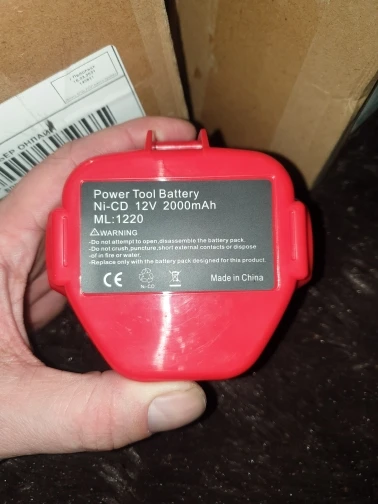 ЕР ОНЛАЙН
Power Tool Battery
Ni-CD 12V 2000mAh
ML:1220
WARNING
-Do not attempt to open,disassemble the battery pack.
-Do not crush,puncture,short external contacts or dispose
-of in fire or water.
-Replace only with the battery pack designed for this product.
CE
Ni-CD
Made in China